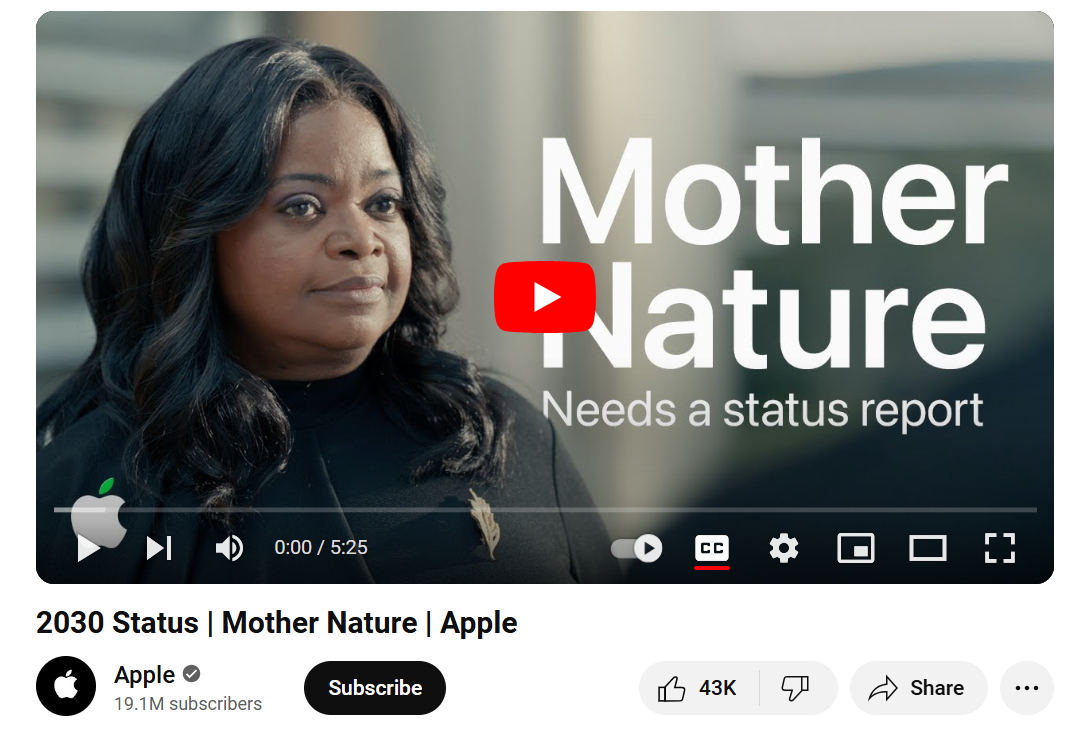 Mother
Nature
Needs a status report
0:00 / 5:25
CC
2030 Status | Mother Nature | Apple
Apple
19.1M subscribers
Subscribe
43K
Share